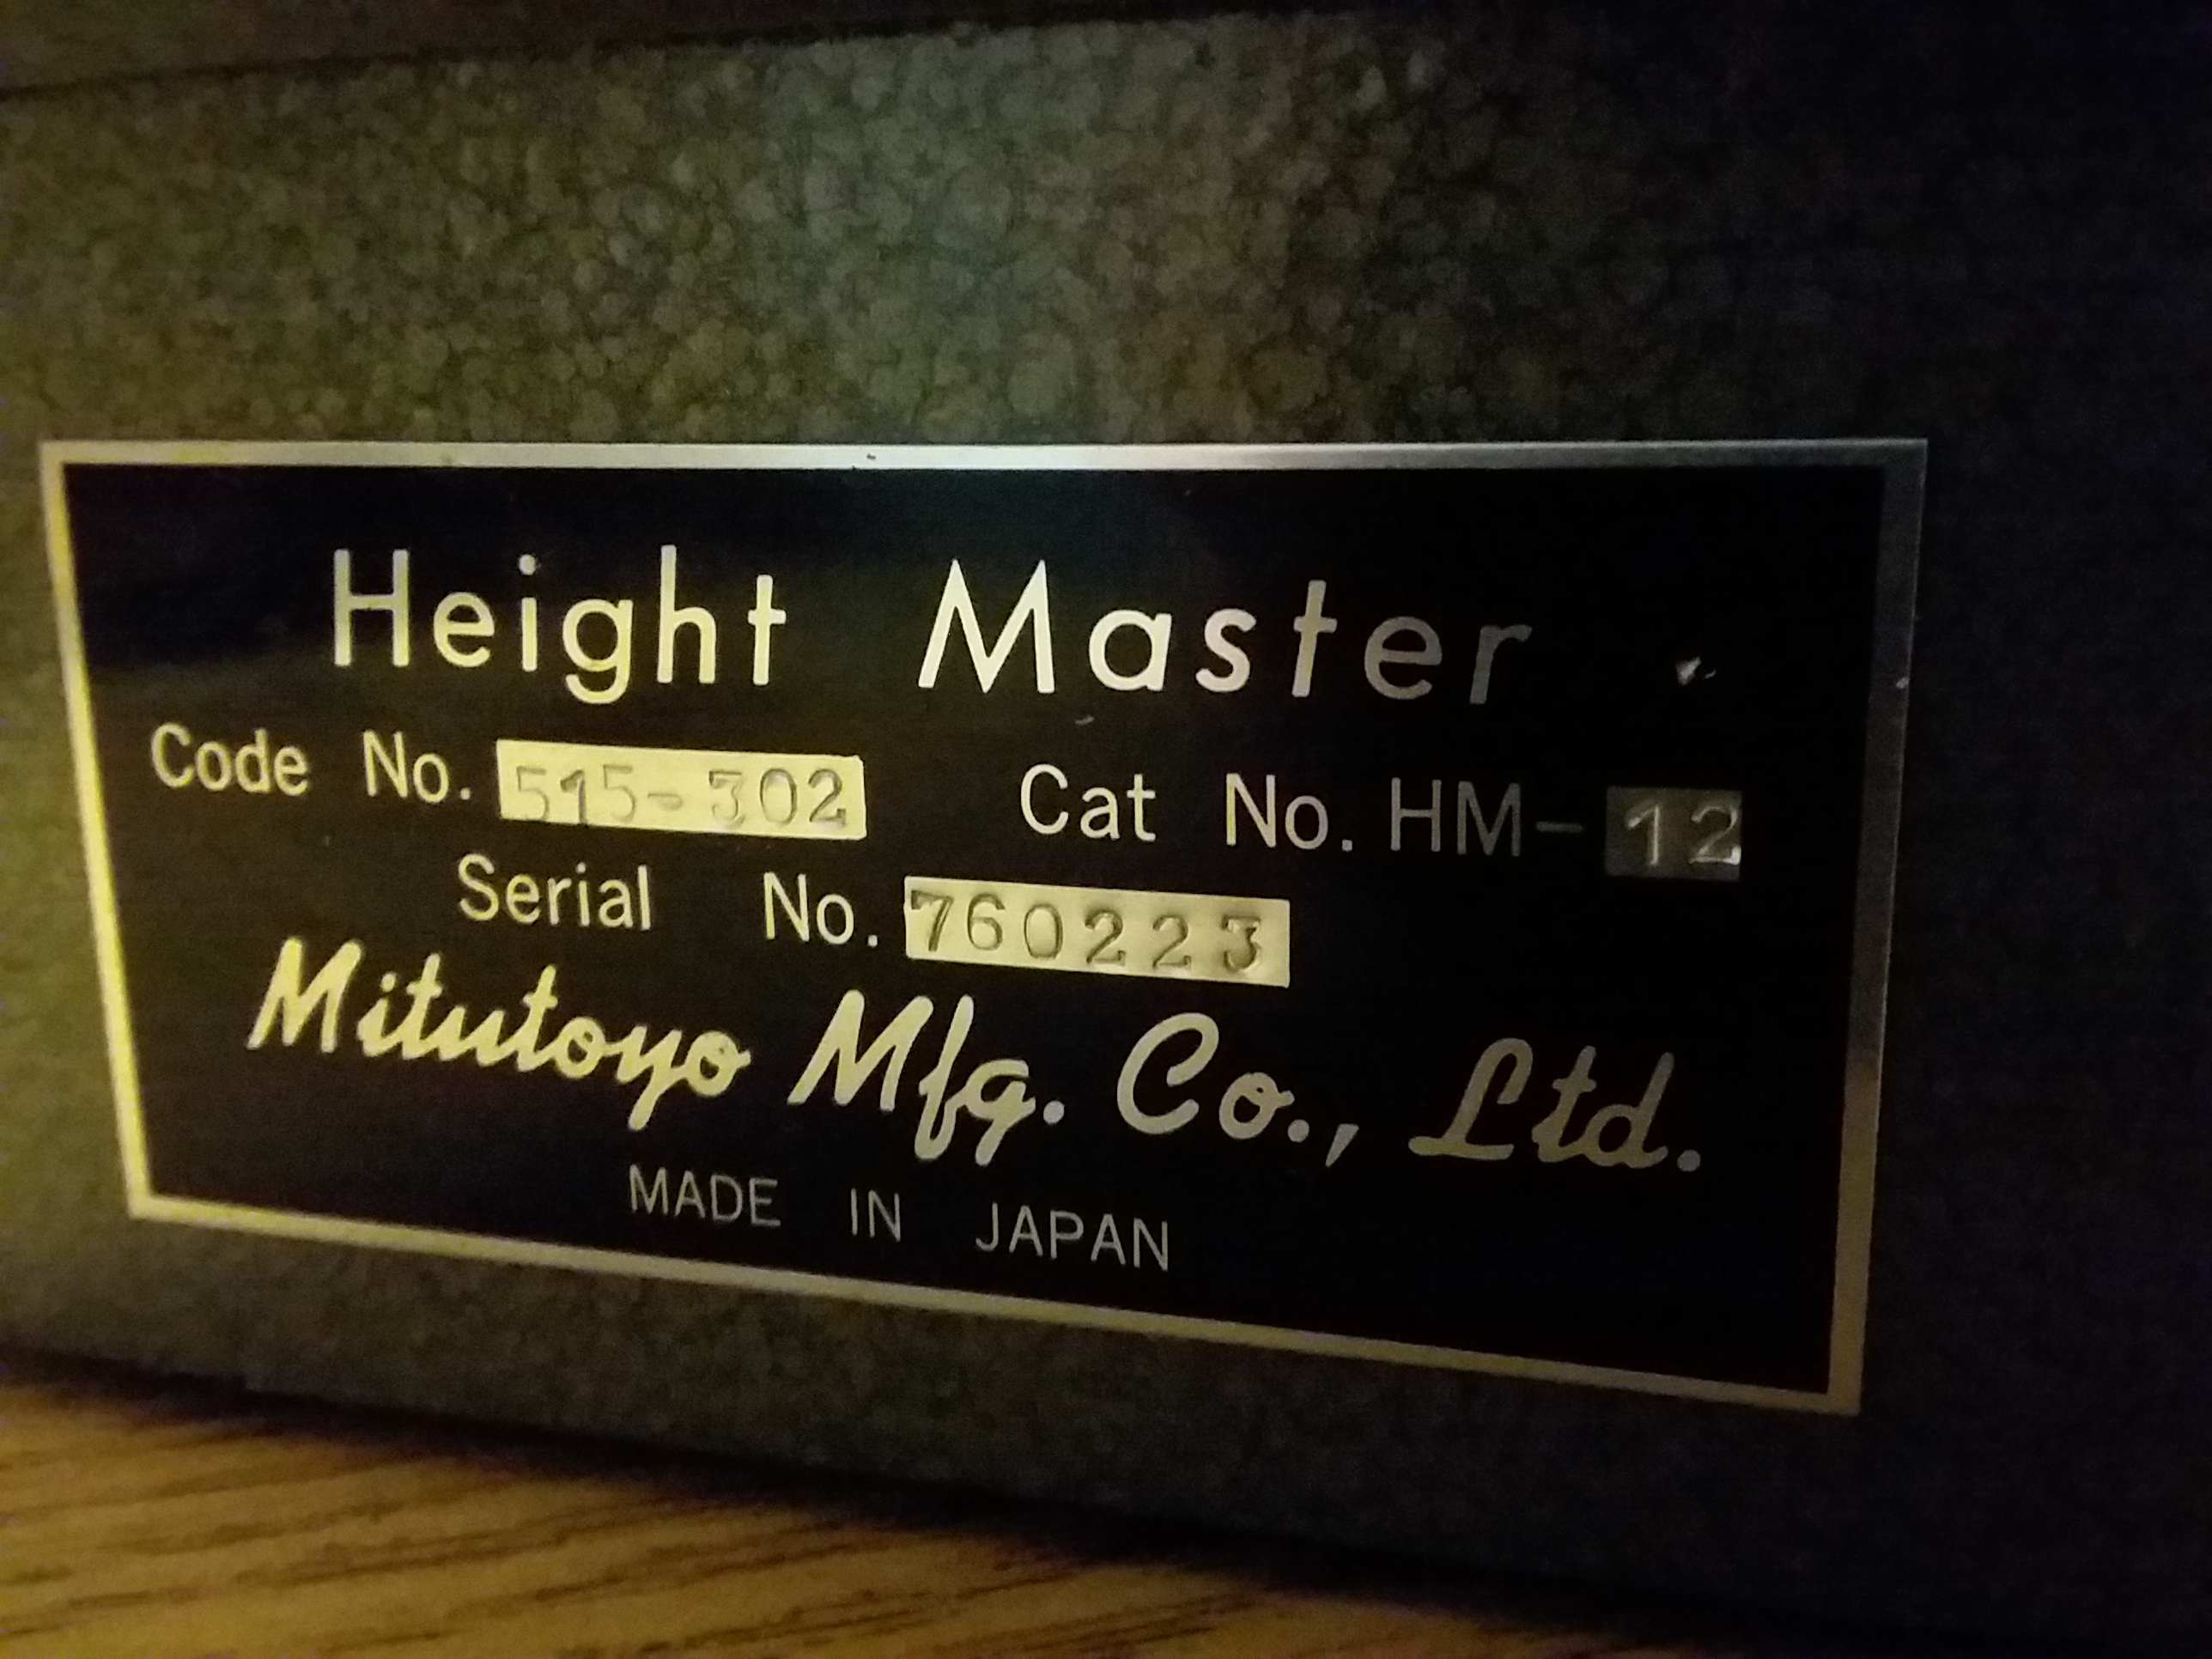 Height Master
Code No. 515-302 Cat No. HM-12
Serial No. 760223
Mitutoyo Mfg. Co., Ltd.
MADE IN JAPAN